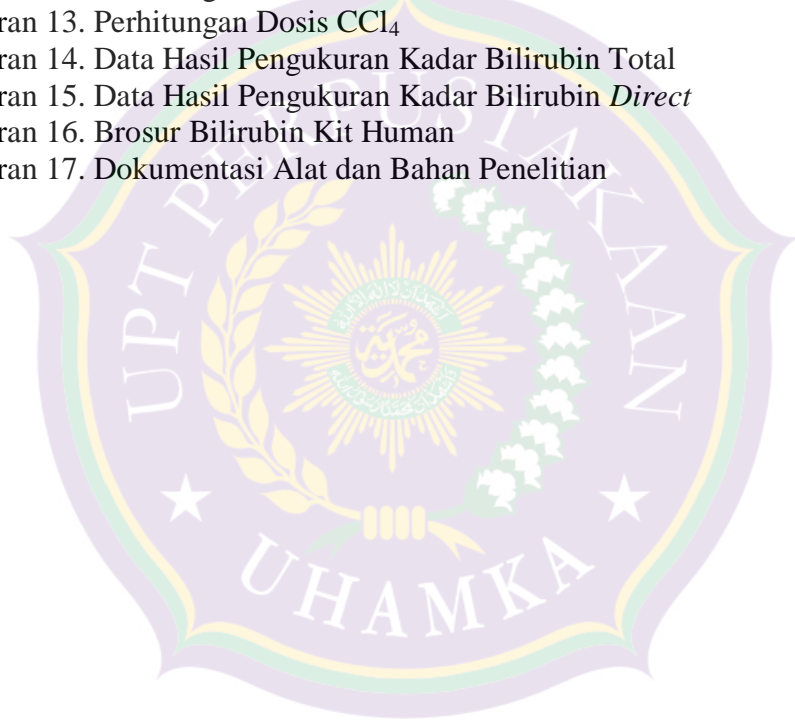 ran 13. Perhitungan Dosis CCl₄
ran 14. Data Hasil Pengukuran Kadar Bilirubin Total
ran 15. Data Hasil Pengukuran Kadar Bilirubin Direct
ran 16. Brosur Bilirubin Kit Human
ran 17. Dokumentasi Alat dan Bahan Penelitian
UPT PERPUSTAKAAN
محمدية
UHAMKA